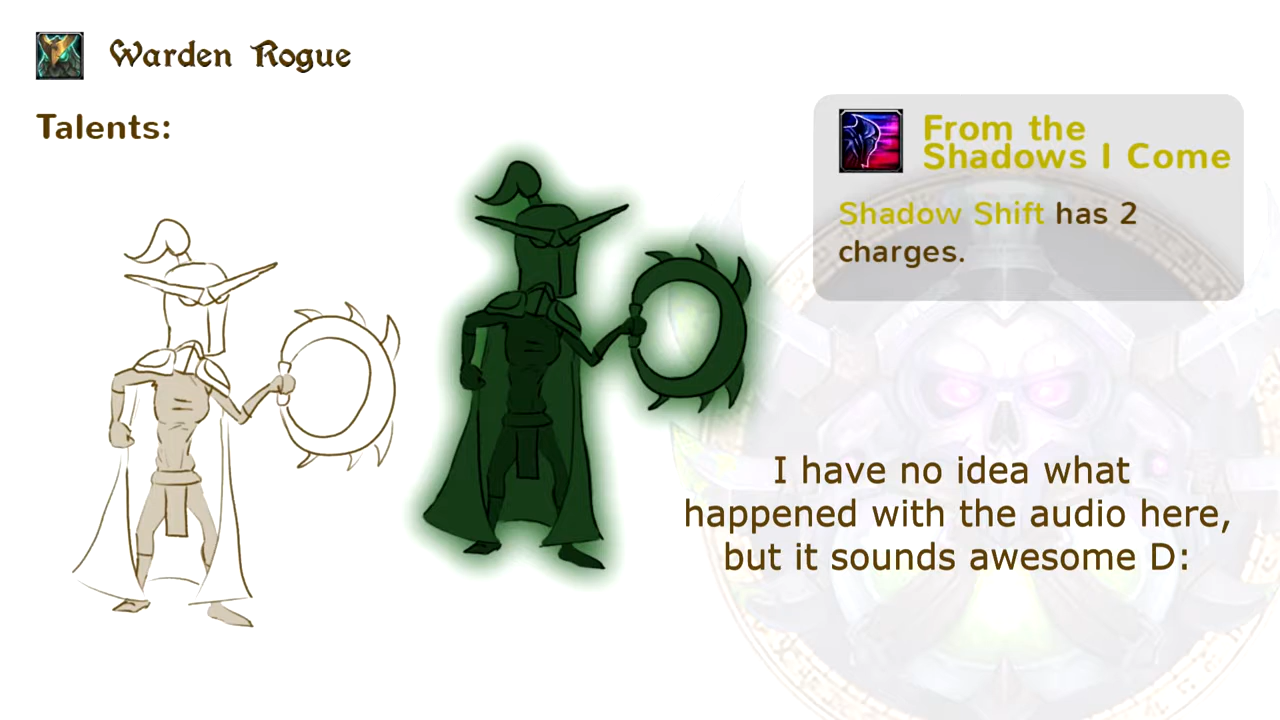 Warden Rogue
Talents:
From the
Shadows I Come
Shadow Shift has 2
charges.
I have no idea what
happened with the audio here,
but it sounds awesome D: